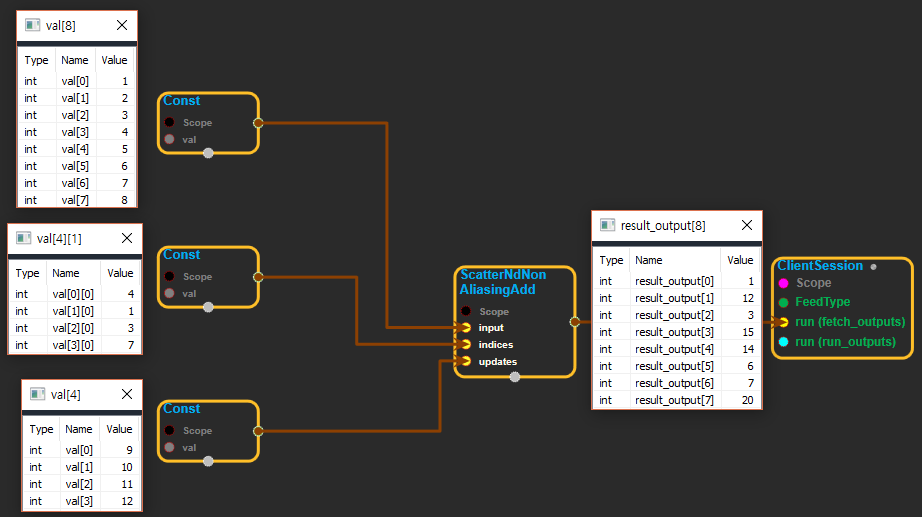 val[8]
Type Name Value
int val[0] 1
int val[1] 2
int val[2] 3
int val[3] 4
int val[4] 5
int val[5] 6
int val[6] 7
int val[7] 8
Const
Scope
val
val[4][1]
Type Name Value
int val[0][0] 4
int val[1][0] 1
int val[2][0] 3
int val[3][0] 7
Const
Scope
val
val[4]
Type Name Value
int val[0] 9
int val[1] 10
int val[2] 11
int val[3] 12
Const
Scope
val
ScatterNdNon
AliasingAdd
Scope
input
indices
updates
result_output[8]
Type Name Value
int result_output[0] 1
int result_output[1] 12
int result_output[2] 3
int result_output[3] 15
int result_output[4] 14
int result_output[5] 6
int result_output[6] 7
int result_output[7] 20
ClientSession
Scope
FeedType
run (fetch_outputs)
run (run_outputs)